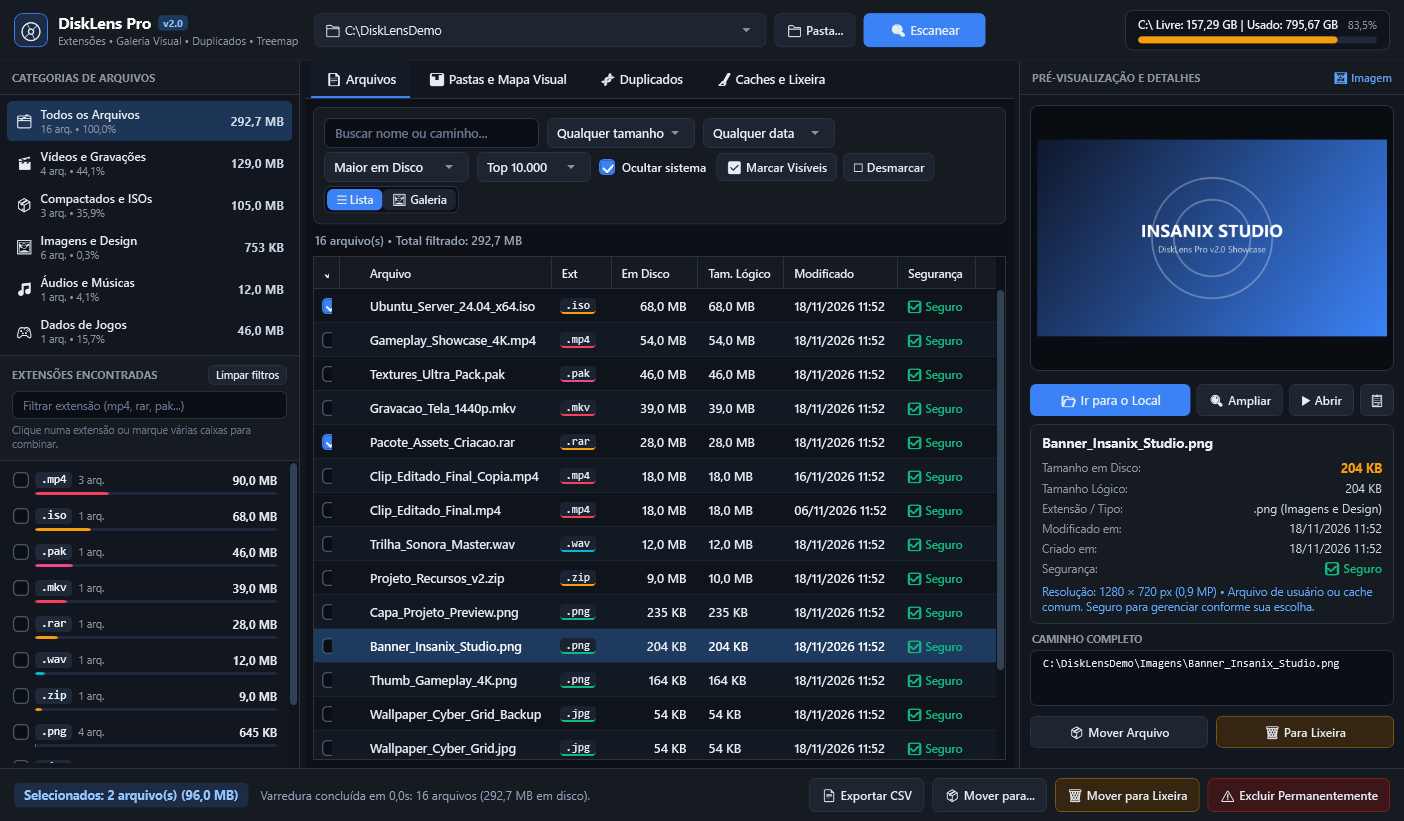 DiskLens Pro v2.0
Extensões • Galeria Visual • Duplicados • Treemap
C:\DiskLensDemo
Pasta...
Escanear
C:\ Livre: 157,29 GB | Usado: 795,67 GB 83,5%
CATEGORIAS DE ARQUIVOS
Todos os Arquivos 292,7 MB
16 arq. • 100,0%
Vídeos e Gravações 129,0 MB
4 arq. • 44,1%
Compactados e ISOs 105,0 MB
3 arq. • 35,9%
Imagens e Design 753 KB
6 arq. • 0,3%
Áudios e Músicas 12,0 MB
1 arq. • 4,1%
Dados de Jogos 46,0 MB
1 arq. • 15,7%
EXTENSÕES ENCONTRADAS Limpar filtros
Filtrar extensão (mp4, rar, pak...)
Clique numa extensão ou marque várias caixas para
combinar.
.mp4 3 arq. 90,0 MB
.iso 1 arq. 68,0 MB
.pak 1 arq. 46,0 MB
.mkv 1 arq. 39,0 MB
.rar 1 arq. 28,0 MB
.wav 1 arq. 12,0 MB
.zip 1 arq. 9,0 MB
.png 4 arq. 645 KB
Arquivos Pastas e Mapa Visual Duplicados Caches e Lixeira
Buscar nome ou caminho... Qualquer tamanho Qualquer data
Maior em Disco Top 10.000 Ocultar sistema Marcar Visíveis Desmarcar
Lista Galeria
16 arquivo(s) • Total filtrado: 292,7 MB
Arquivo Ext Em Disco Tam. Lógico Modificado Segurança
Ubuntu_Server_24.04_x64.iso .iso 68,0 MB 68,0 MB 18/11/2026 11:52 Seguro
Gameplay_Showcase_4K.mp4 .mp4 54,0 MB 54,0 MB 18/11/2026 11:52 Seguro
Textures_Ultra_Pack.pak .pak 46,0 MB 46,0 MB 18/11/2026 11:52 Seguro
Gravacao_Tela_1440p.mkv .mkv 39,0 MB 39,0 MB 18/11/2026 11:52 Seguro
Pacote_Assets_Criacao.rar .rar 28,0 MB 28,0 MB 18/11/2026 11:52 Seguro
Clip_Editado_Final_Copia.mp4 .mp4 18,0 MB 18,0 MB 16/11/2026 11:52 Seguro
Clip_Editado_Final.mp4 .mp4 18,0 MB 18,0 MB 06/11/2026 11:52 Seguro
Trilha_Sonora_Master.wav .wav 12,0 MB 12,0 MB 18/11/2026 11:52 Seguro
Projeto_Recursos_v2.zip .zip 9,0 MB 10,0 MB 18/11/2026 11:52 Seguro
Capa_Projeto_Preview.png .png 235 KB 235 KB 18/11/2026 11:52 Seguro
Banner_Insanix_Studio.png .png 204 KB 204 KB 18/11/2026 11:52 Seguro
Thumb_Gameplay_4K.png .png 164 KB 164 KB 18/11/2026 11:52 Seguro
Wallpaper_Cyber_Grid_Backup .jpg 54 KB 54 KB 18/11/2026 11:52 Seguro
Wallpaper_Cyber_Grid.jpg .jpg 54 KB 54 KB 18/11/2026 11:52 Seguro
PRÉ-VISUALIZAÇÃO E DETALHES Imagem
INSANIX STUDIO
DiskLens Pro v2.0 Showcase
Ir para o Local Ampliar Abrir
Banner_Insanix_Studio.png
Tamanho em Disco: 204 KB
Tamanho Lógico: 204 KB
Extensão / Tipo: .png (Imagens e Design)
Modificado em: 18/11/2026 11:52
Criado em: 18/11/2026 11:52
Segurança: Seguro
Resolução: 1280 × 720 px (0,9 MP) • Arquivo de usuário ou cache
comum. Seguro para gerenciar conforme sua escolha.
CAMINHO COMPLETO
C:\DiskLensDemo\Imagens\Banner_Insanix_Studio.png
Mover Arquivo Para Lixeira
Selecionados: 2 arquivo(s) (96,0 MB) Varredura concluída em 0,0s: 16 arquivos (292,7 MB em disco). Exportar CSV Mover para... Mover para Lixeira Excluir Permanentemente